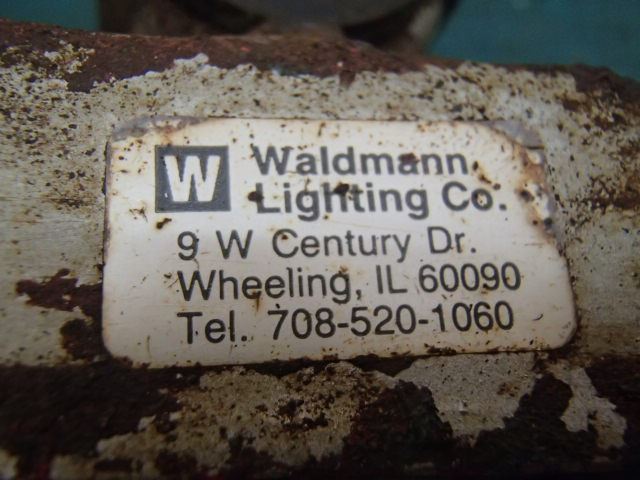 W Waldmann
Lighting Co.
9 W Century Dr.
Wheeling, IL 60090
Tel. 708-520-1060